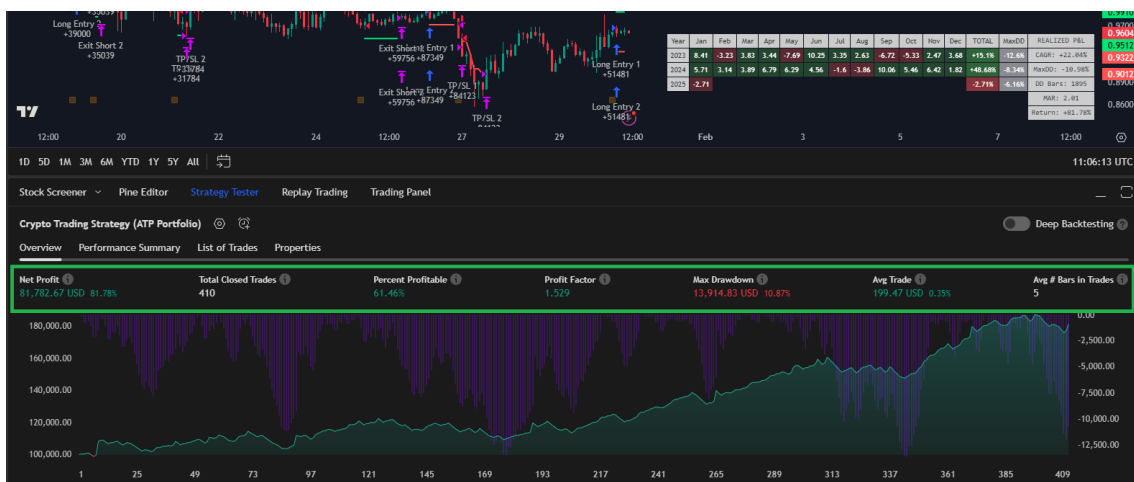 +35039
Long Entry 2
+39000
Exit Short 2
+35039
TP/SL 2
+31784
Exit Short 1
+59756
+87349
+59756
+87349
TP/SL 2
Long Entry 1
+51481
Long Entry 2
+51481
0.9604
0.9512
0.9322
0.9012
0.8600
Year Jan Feb Mar Apr May Jun Jul Aug Sep Oct Nov Dec TOTAL MaxDD REALIZED P&L
2023 8.41 -3.23 3.83 3.44 -7.69 10.25 3.35 2.63 -6.72 -5.33 2.47 3.68 +15.1% -12.6% CAGR: +22.04%
2024 5.71 3.14 3.89 6.79 6.29 4.56 -1.6 -3.86 10.06 5.46 6.42 1.82 +48.68% -8.34% MaxDD: -10.98%
2025 -2.71 -2.71% -6.16% DD Bars: 1895
MAR: 2.01
Return: +81.78%
12:00 20 22 24 12:00 27 29 12:00 Feb 3 5 7 12:00
1D 5D 1M 3M 6M YTD 1Y 5Y All 11:06:13 UTC
Stock Screener Pine Editor Strategy Tester Replay Trading Trading Panel
Crypto Trading Strategy (ATP Portfolio) Deep Backtesting
Overview Performance Summary List of Trades Properties
Net Profit Total Closed Trades Percent Profitable Profit Factor Max Drawdown Avg Trade Avg # Bars in Trades
81,782.67 USD 81.78% 410 61.46% 1.529 13,914.83 USD 10.87% 199.47 USD 0.35% 5
180,000.00 0.00
-2,500.00
160,000.00 -5,000.00
140,000.00 -7,500.00
120,000.00 -10,000.00
100,000.00 -12,500.00
1 25 49 73 97 121 145 169 193 217 241 265 289 313 337 361 385 409